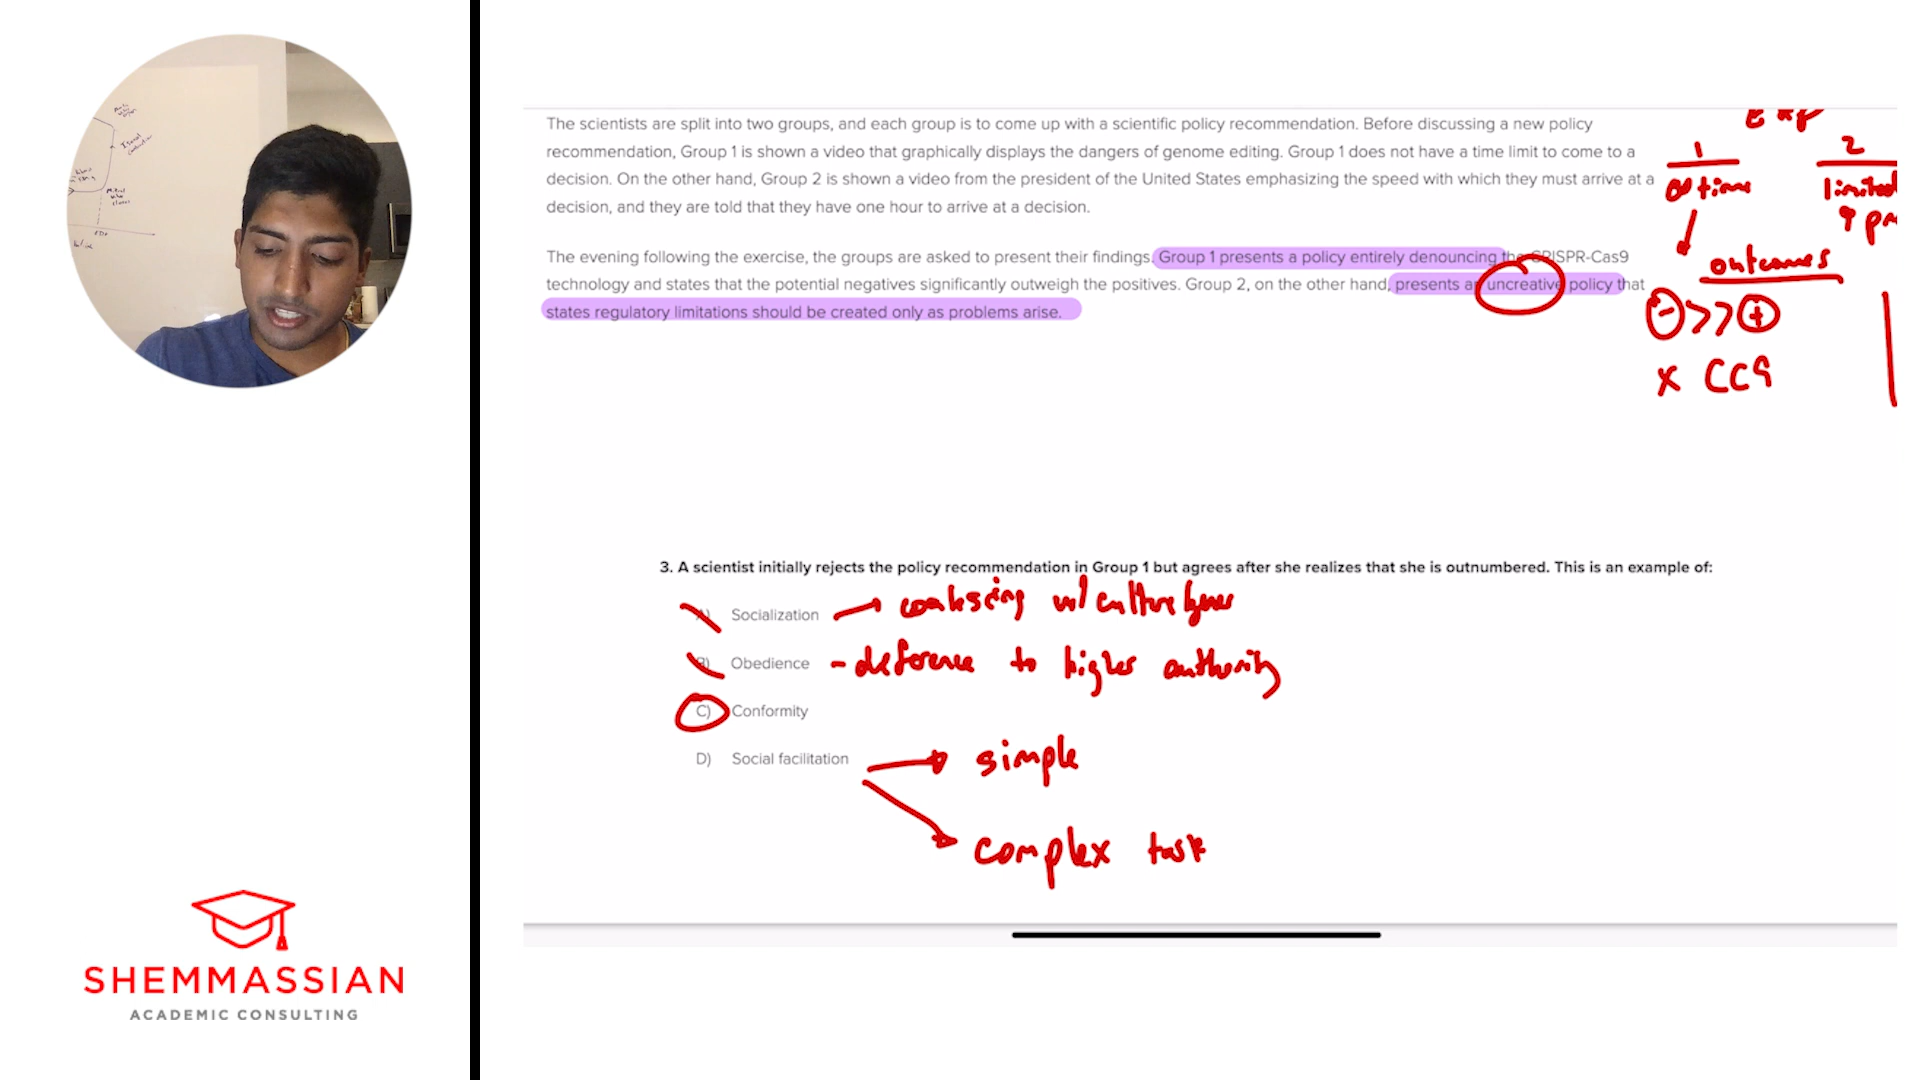 The scientists are split into two groups, and each group is to come up with a scientific policy recommendation. Before discussing a new policy
recommendation, Group 1 is shown a video that graphically displays the dangers of genome editing. Group 1 does not have a time limit to come to a
decision. On the other hand, Group 2 is shown a video from the president of the United States emphasizing the speed with which they must arrive at a
decision, and they are told that they have one hour to arrive at a decision.
The evening following the exercise, the groups are asked to present their findings. Group 1 presents a policy entirely denouncing the CRISPR-Cas9
technology and states that the potential negatives significantly outweigh the positives. Group 2, on the other hand, presents an uncreative policy that
states regulatory limitations should be created only as problems arise.
1 2
∞ time limited
outcomes
- >> +
x CC9
3. A scientist initially rejects the policy recommendation in Group 1 but agrees after she realizes that she is outnumbered. This is an example of:
A) Socialization
B) Obedience - deference to higher authority
C) Conformity
D) Social facilitation simple
complex task
SHEMMASSIAN
ACADEMIC CONSULTING